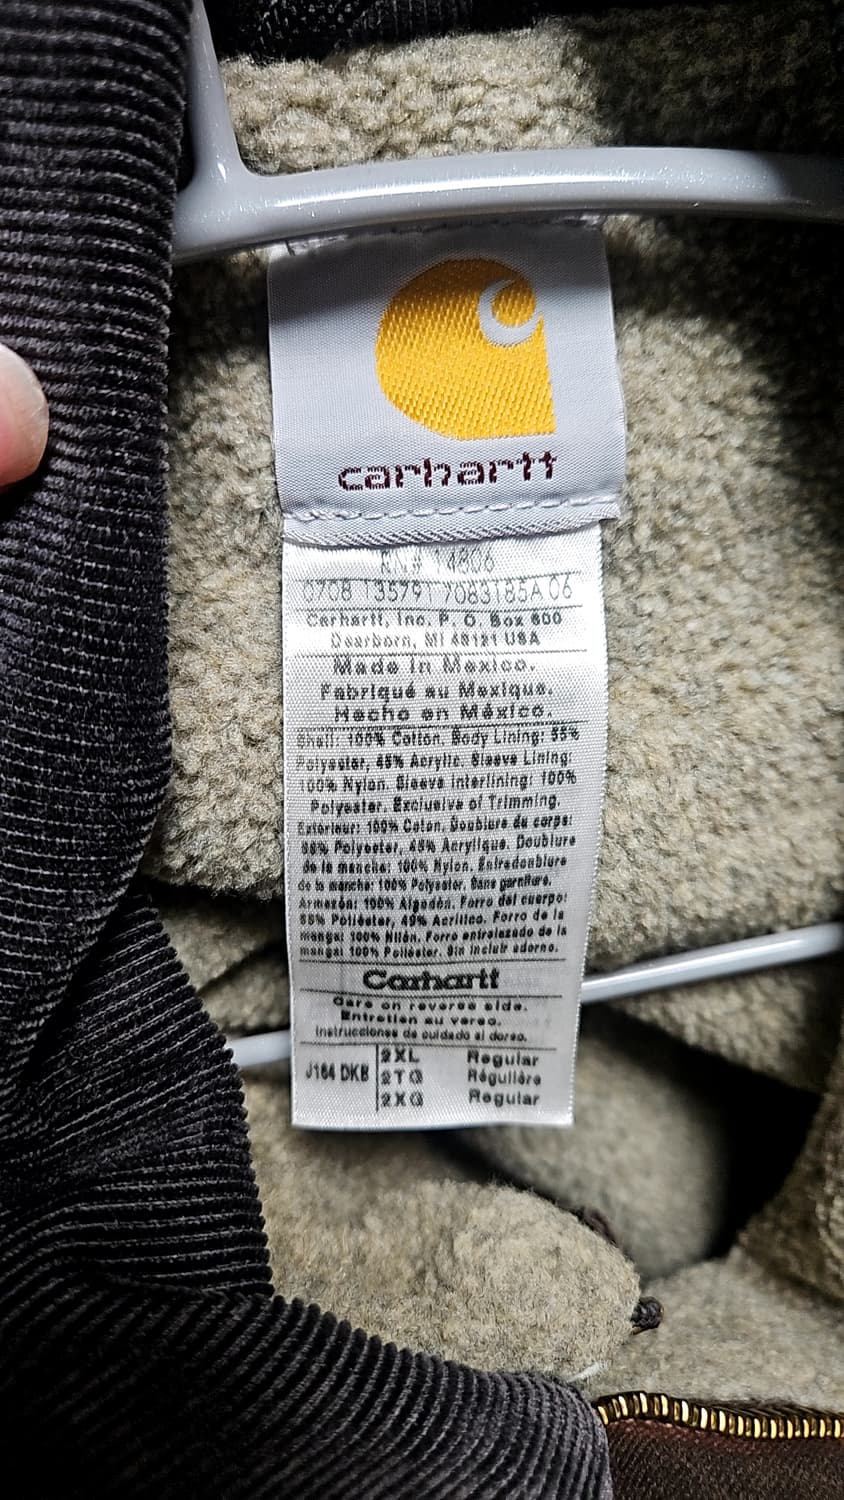 carhartt
RN# 14806
0708 135791 7083185A 06
Carhartt, Inc. P. O. Box 600
Dearborn, MI 48121 USA
Made in Mexico.
Fabriqué au Mexique.
Hecho en México.
Shell: 100% Cotton. Body Lining: 55%
Polyester, 45% Acrylic. Sleeve Lining:
100% Nylon. Sleeve Interlining: 100%
Polyester. Exclusive of Trimming.
Extérieur: 100% Coton. Doublure de corps:
55% Polyester, 45% Acrylique. Doublure
de la manche: 100% Nylon. Entredoublure
de la manche: 100% Polyester. Sans garniture.
Armazón: 100% Algodón. Forro del cuerpo:
55% Poliéster, 45% Acrílico. Forro de la
manga: 100% Nilón. Forro entrelazado de la
manga: 100% Poliéster. Sin incluir adorno.
Carhartt
Care on reverse side.
Entretien au verso.
Instrucciones de cuidado al dorso.
J164 DKB
2XL Regular
2TG Régulière
2XG Regular